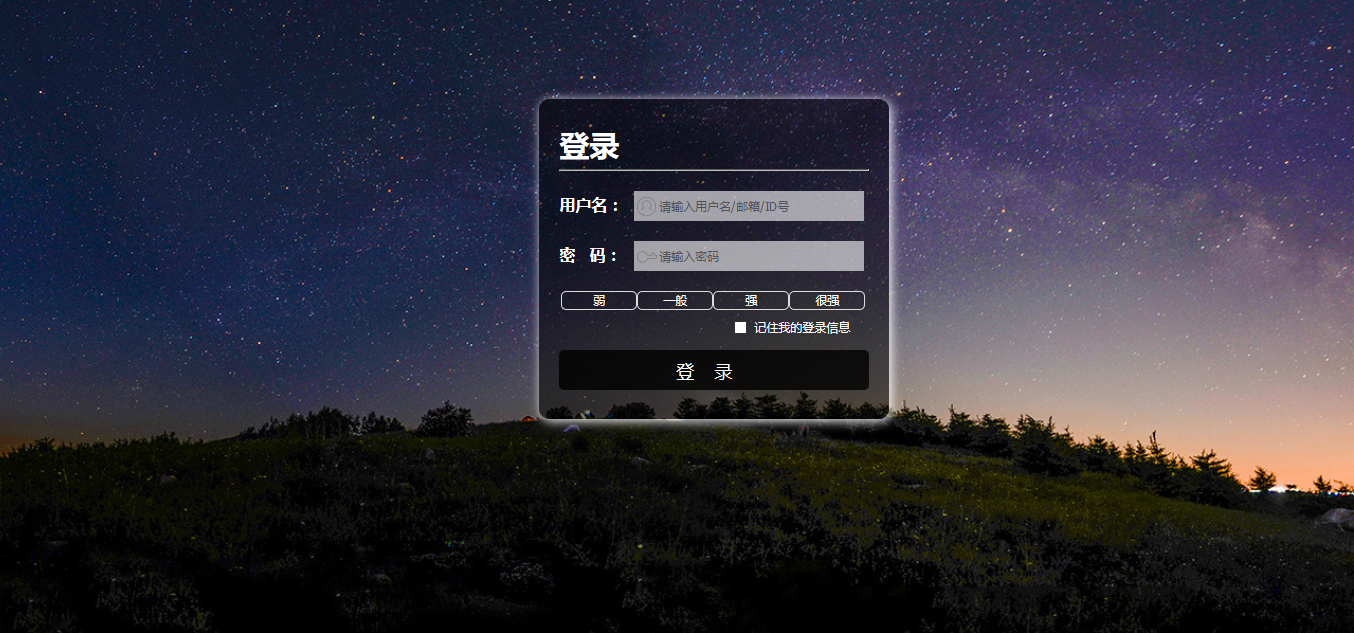 登录
用户名： 请输入用户名/邮箱/ID号
密 码： 请输入密码
弱 一般 强 很强
记住我的登录信息
登 录